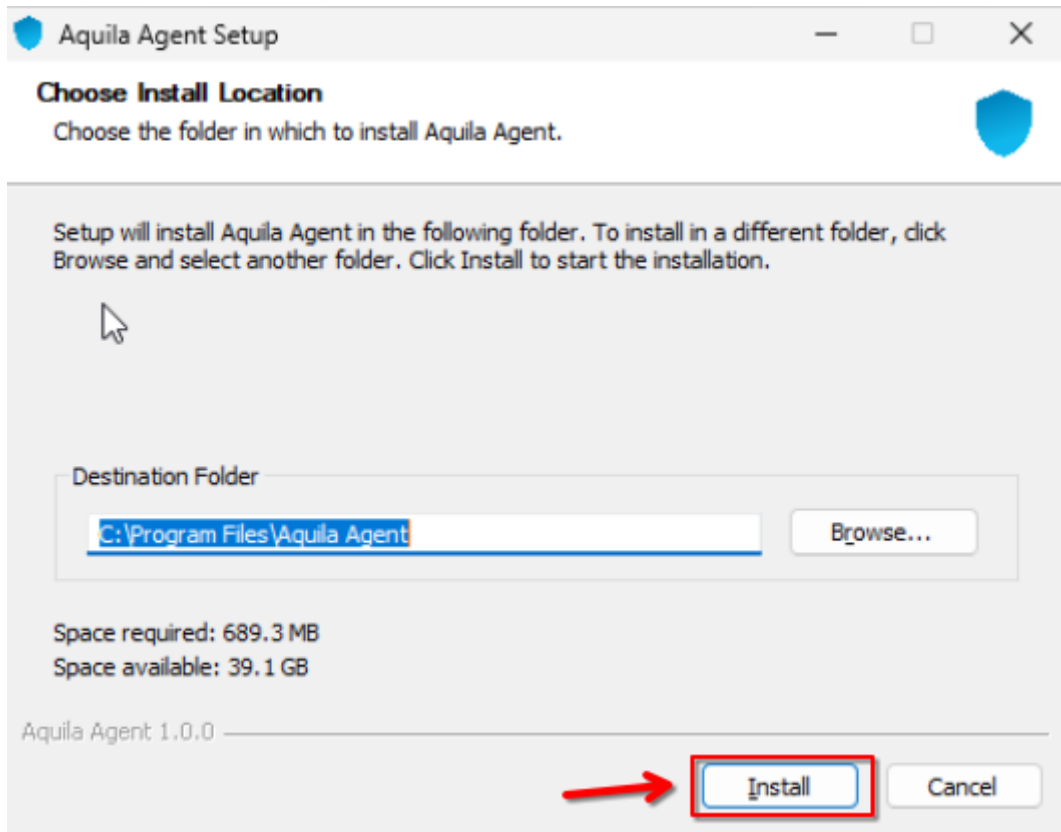 Aquila Agent Setup
Choose Install Location
Choose the folder in which to install Aquila Agent.
Setup will install Aquila Agent in the following folder. To install in a different folder, click
Browse and select another folder. Click Install to start the installation.
Destination Folder
C:\Program Files\Aquila Agent
Browse...
Space required: 689.3 MB
Space available: 39.1 GB
Aquila Agent 1.0.0
Install
Cancel